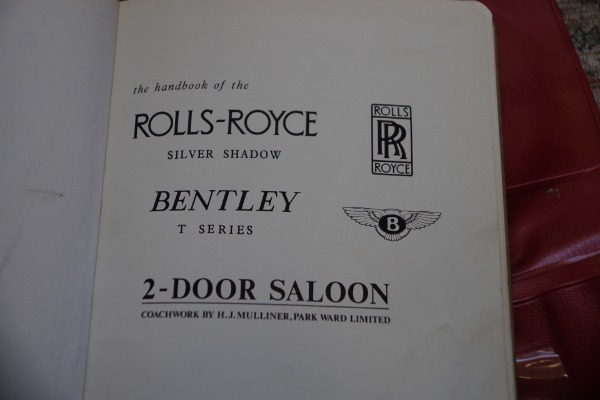 the handbook of the
ROLLS-ROYCE
SILVER SHADOW
ROLLS
RR
ROYCE
BENTLEY
T SERIES
B
2-DOOR SALOON
COACHWORK BY H. J. MULLINER, PARK WARD LIMITED